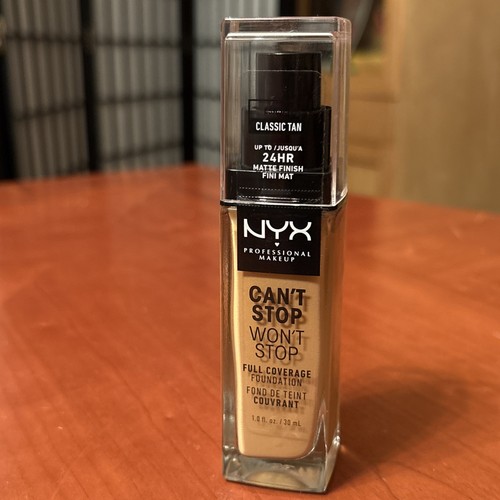 CLASSIC TAN
UP TO / JUSQU'A
24HR
MATTE FINISH
FINI MAT
NYX
PROFESSIONAL
MAKEUP
CAN'T
STOP
WON'T
STOP
FULL COVERAGE
FOUNDATION
FOND DE TEINT
COUVRANT
1.0 fl. oz. / 30 mL